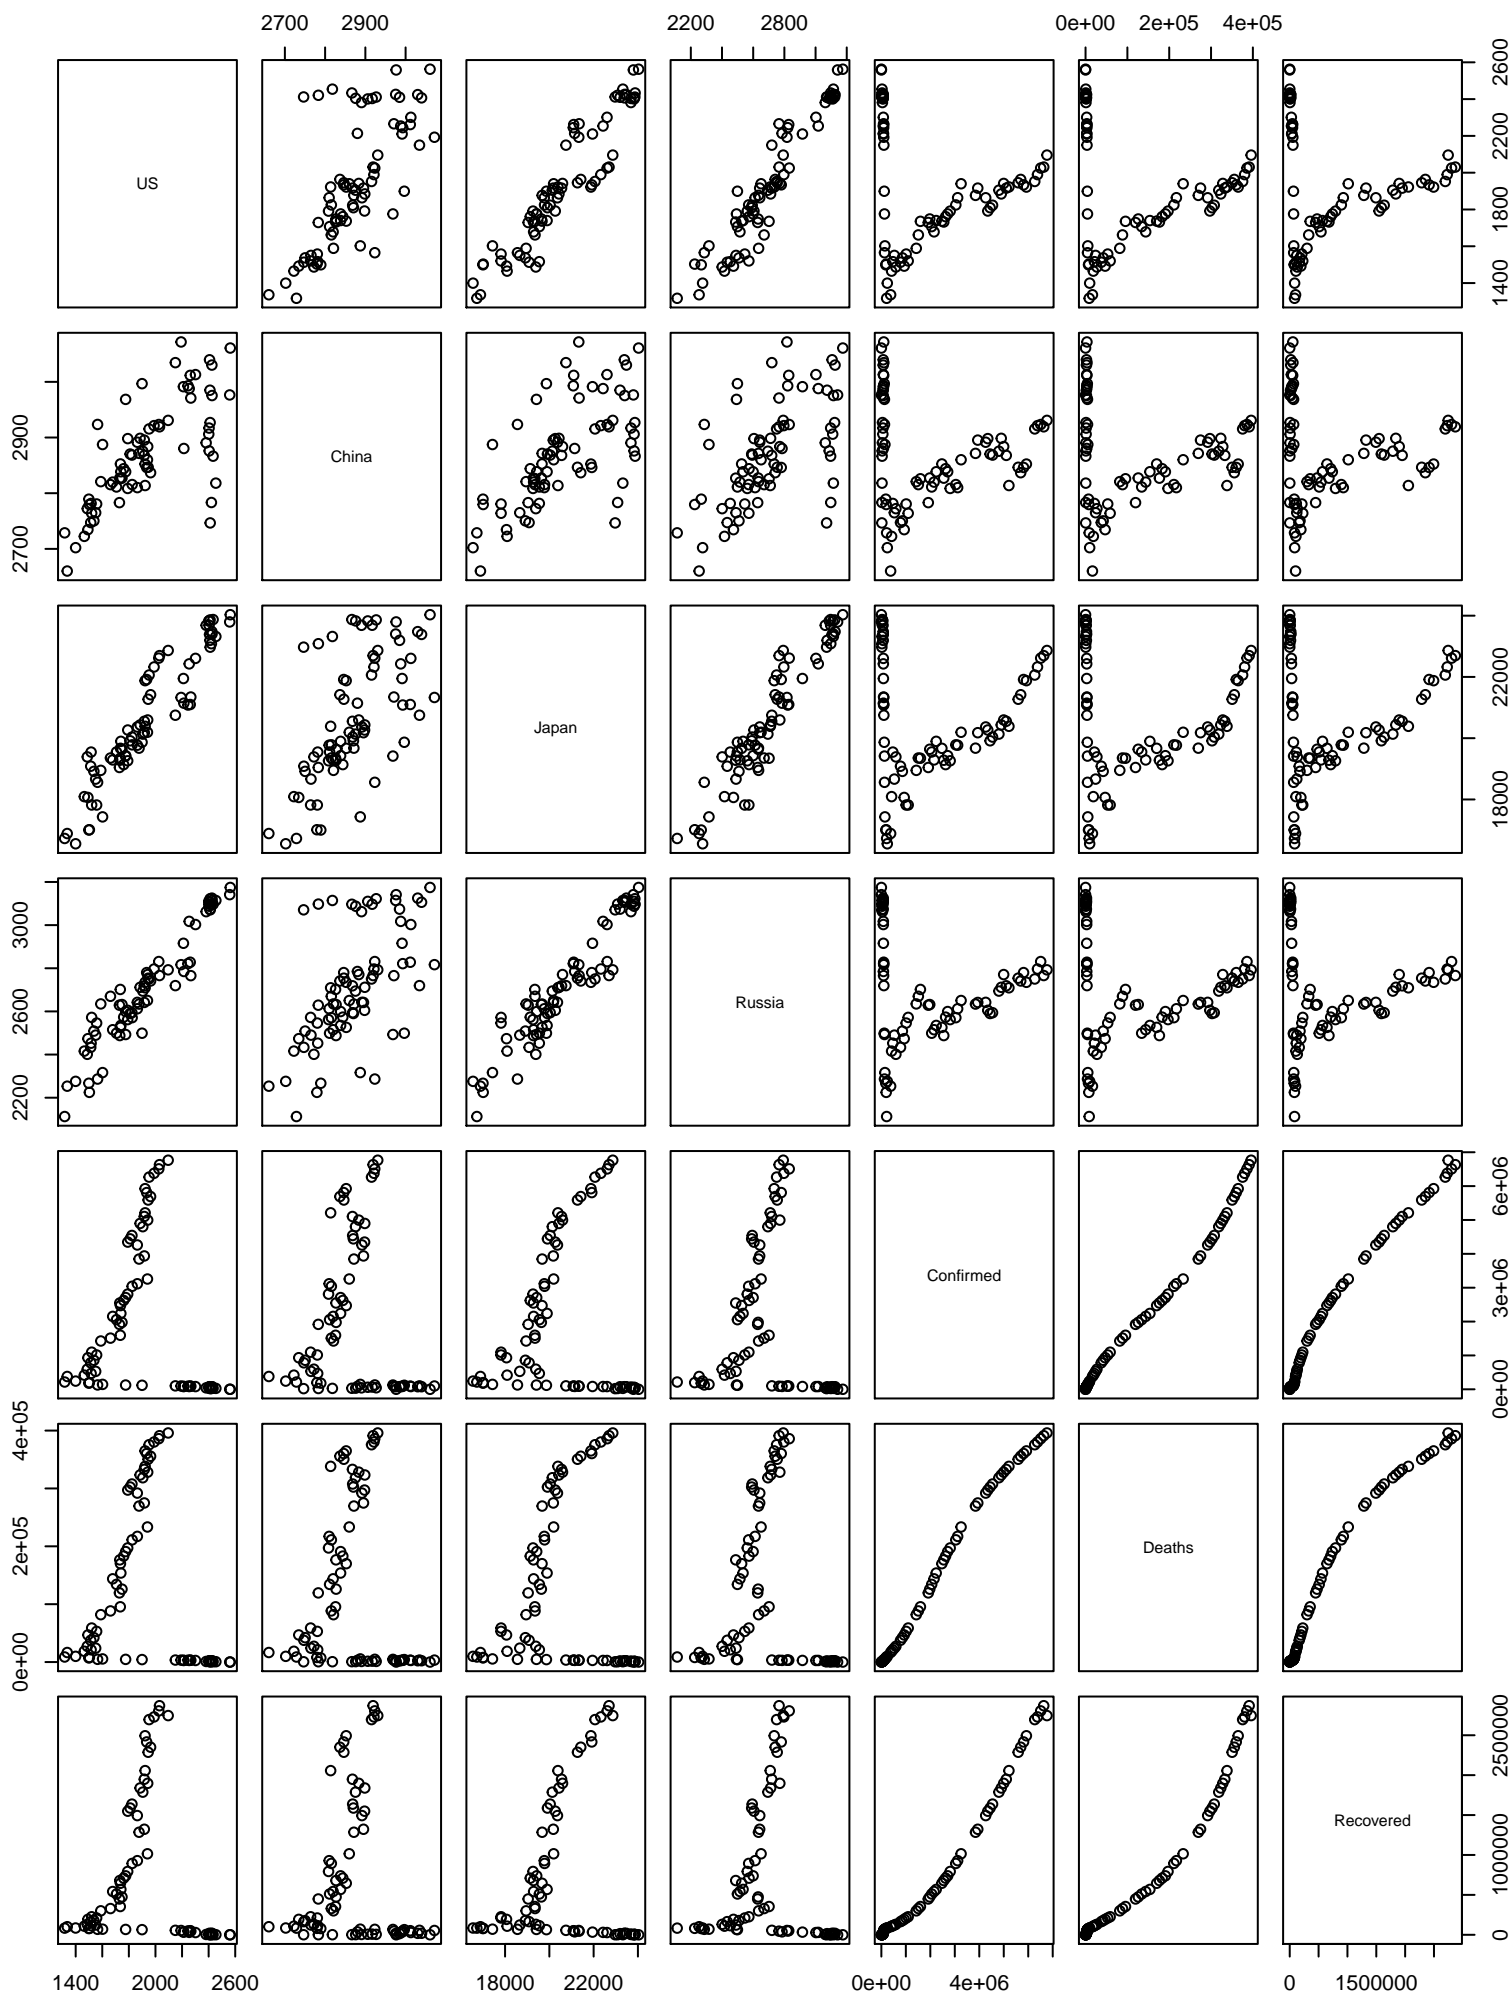 2700 2900 2200 2800 0e+00 2e+05 4e+05
US
1400 1800 2200 2600
2700 2900
China
Japan
18000 22000
2200 2600 3000
Russia
Confirmed
0e+00 3e+06 6e+06
0e+00 2e+05 4e+05
Deaths
Recovered
0 1000000 2500000
1400 2000 2600 18000 22000 0e+00 4e+06 0 1500000